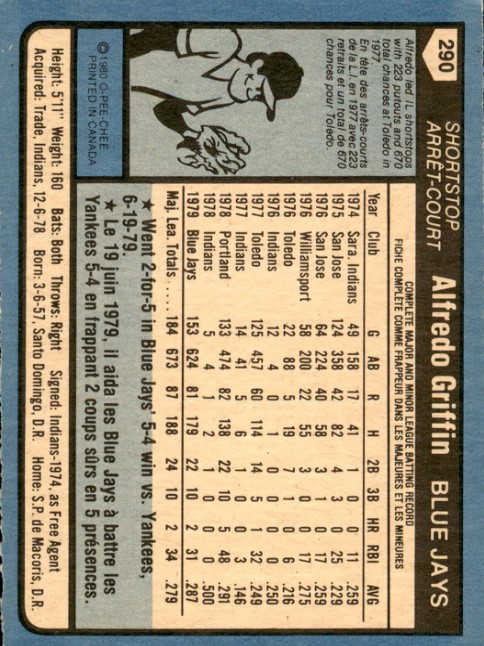 290
SHORTSTOP
ARRÊT-COURT
Alfredo Griffin BLUE JAYS
Alfredo led IL shortstops
with 223 putouts and 670
total chances at Toledo in
1977.
En tête des arrêts-courts
de la L.I. en 1977 avec 223
retraits et un total de 670
chances pour Toledo.
© 1980 O-PEE-CHEE
PRINTED IN CANADA
COMPLETE MAJOR AND MINOR LEAGUE BATTING RECORD
FICHE COMPLÈTE COMME FRAPPEUR DANS LES MAJEURES ET LES MINEURES
Year Club G AB R H 2B 3B HR RBI AVG
1974 Sara. Indians 49 158 17 41 1 0 0 11 .259
1975 San Jose 124 358 42 82 4 3 0 25 .229
1976 San Jose 64 224 40 58 3 0 0 17 .259
1976 Williamsport 58 200 22 55 3 0 17 .275
1976 Toledo 22 88 5 19 7 1 0 6 .216
1976 Indians 12 4 0 1 0 0 0 0 .250
1977 Toledo 125 457 60 114 14 5 1 32 .249
1977 Indians 14 41 5 6 1 0 0 3 .146
1978 Portland 133 474 82 138 22 10 5 48 .291
1978 Indians 5 4 1 2 1 0 0 0 .500
1979 Blue Jays 153 624 81 179 22 10 2 31 .287
Maj. Lea. Totals ..... 184 673 87 188 24 10 2 34 .279
★ Went 2-for-5 in Blue Jays' 5-4 win vs. Yankees,
6-19-79.
★ Le 19 juin 1979, il aida les Blue Jays à battre les
Yankees 5-4 en frappant 2 coups sûrs en 5 présences.
Height: 5'11" Weight: 160 Bats: Both Throws: Right Signed: Indians-1974, as Free Agent
Acquired: Trade, Indians, 12-6-78 Born: 3-6-57, Santo Domingo, D.R. Home: S.P. de Macoris, D.R.